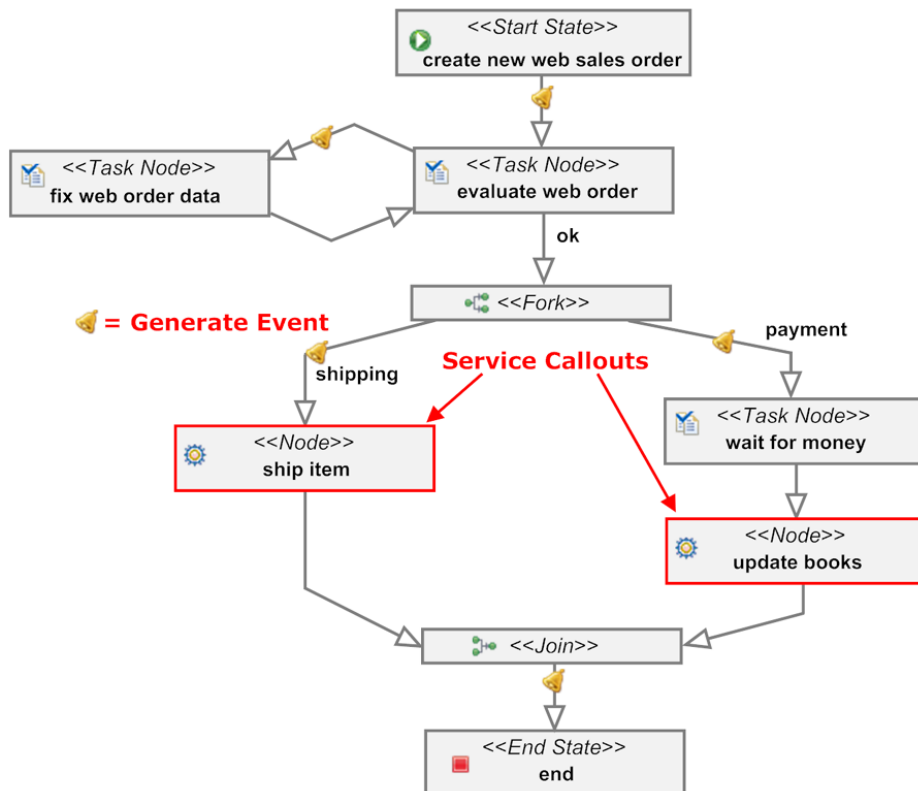 <<Start State>>
create new web sales order
<<Task Node>>
fix web order data
<<Task Node>>
evaluate web order
ok
<<Fork>>
= Generate Event
payment
shipping
Service Callouts
<<Node>>
ship item
<<Task Node>>
wait for money
<<Node>>
update books
<<Join>>
<<End State>>
end